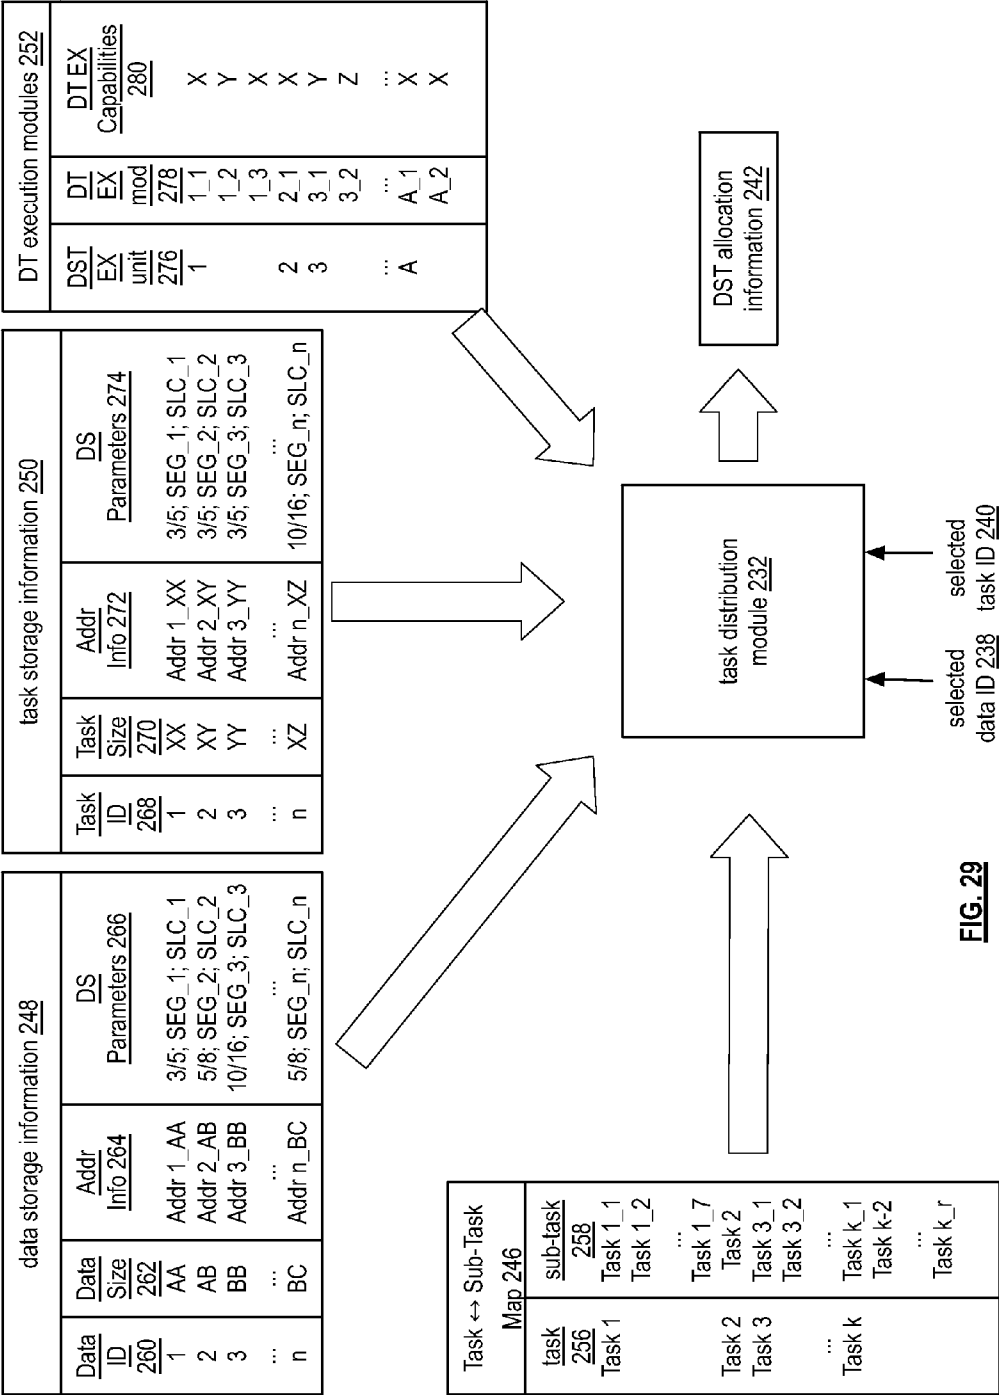 data storage information 248
Data ID 260 Data Size 262 Addr Info 264 DS Parameters 266
1 AA Addr 1_AA 3/5; SEG_1; SLC_1
2 AB Addr 2_AB 5/8; SEG_2; SLC_2
3 BB Addr 3_BB 10/16; SEG_3; SLC_3
... ... ... ...
n BC Addr n_BC 5/8; SEG_n; SLC_n
task storage information 250
Task ID 268 Task Size 270 Addr Info 272 DS Parameters 274
1 XX Addr 1_XX 3/5; SEG_1; SLC_1
2 XY Addr 2_XY 3/5; SEG_2; SLC_2
3 YY Addr 3_YY 3/5; SEG_3; SLC_3
... ... ... ...
n XZ Addr n_XZ 10/16; SEG_n; SLC_n
DT execution modules 252
DST EX unit 276 DT EX mod 278 DT EX Capabilities 280
1 1_1 X
1_2 Y
1_3 X
2 2_1 X
3 3_1 Y
3_2 Z
... ... ...
A A_1 X
A_2 X
Task ↔ Sub-Task
Map 246
task 256 sub-task 258
Task 1 Task 1_1
Task 1_2
...
Task 1_7
Task 2 Task 2
Task 3 Task 3_1
Task 3_2
... ...
Task k Task k_1
Task k-2
...
Task k_r
task distribution
module 232
DST allocation
information 242
selected
data ID 238
selected
task ID 240
FIG. 29